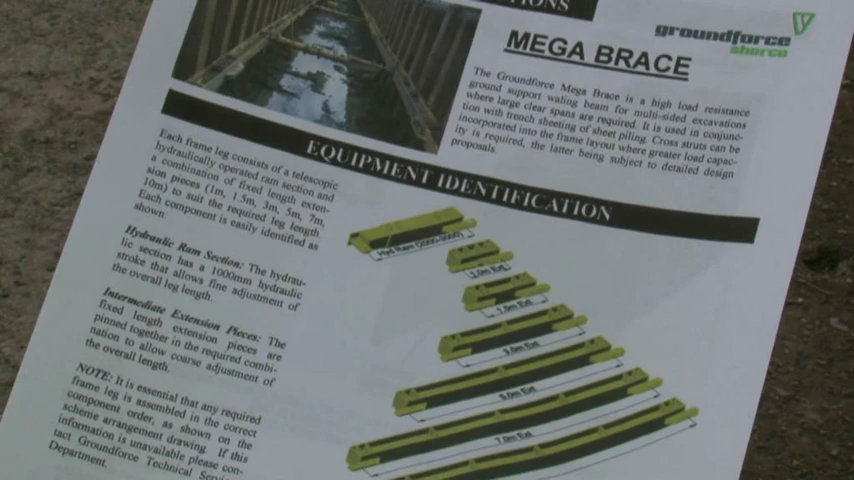 IONS
groundforce
shorco
MEGA BRACE
The Groundforce Mega Brace is a high load resistance
ground support waling beam for multi-sided excavations
where large clear spans are required. It is used in conjunc-
tion with trench sheeting of sheet piling. Cross struts can be
incorporated into the frame layout where greater load capac-
ity is required, the latter being subject to detailed design
proposals.
EQUIPMENT IDENTIFICATION
Each frame leg consists of a telescopic
hydraulically operated ram section and
a combination of fixed length exten-
sion pieces (1m, 1.5m, 3m, 5m, 7m,
10m) to suit the required leg length.
Each component is easily identified as
shown:
Hydraulic Ram Section: The hydrau-
lic section has a 1000mm hydraulic
stroke that allows fine adjustment of
the overall leg length.
Intermediate Extension Pieces: The
fixed length extension pieces are
pinned together in the required combi-
nation to allow coarse adjustment of
the overall length.
NOTE: It is essential that any required
frame leg is assembled in the correct
component order, as shown on the
scheme arrangement drawing. If this
information is unavailable please con-
tact Groundforce Technical Servic
Department.
Hyd Ram
1.0m Ext
1.5m Ext
3.0m Ext
5.0m Ext
7.0m Ext